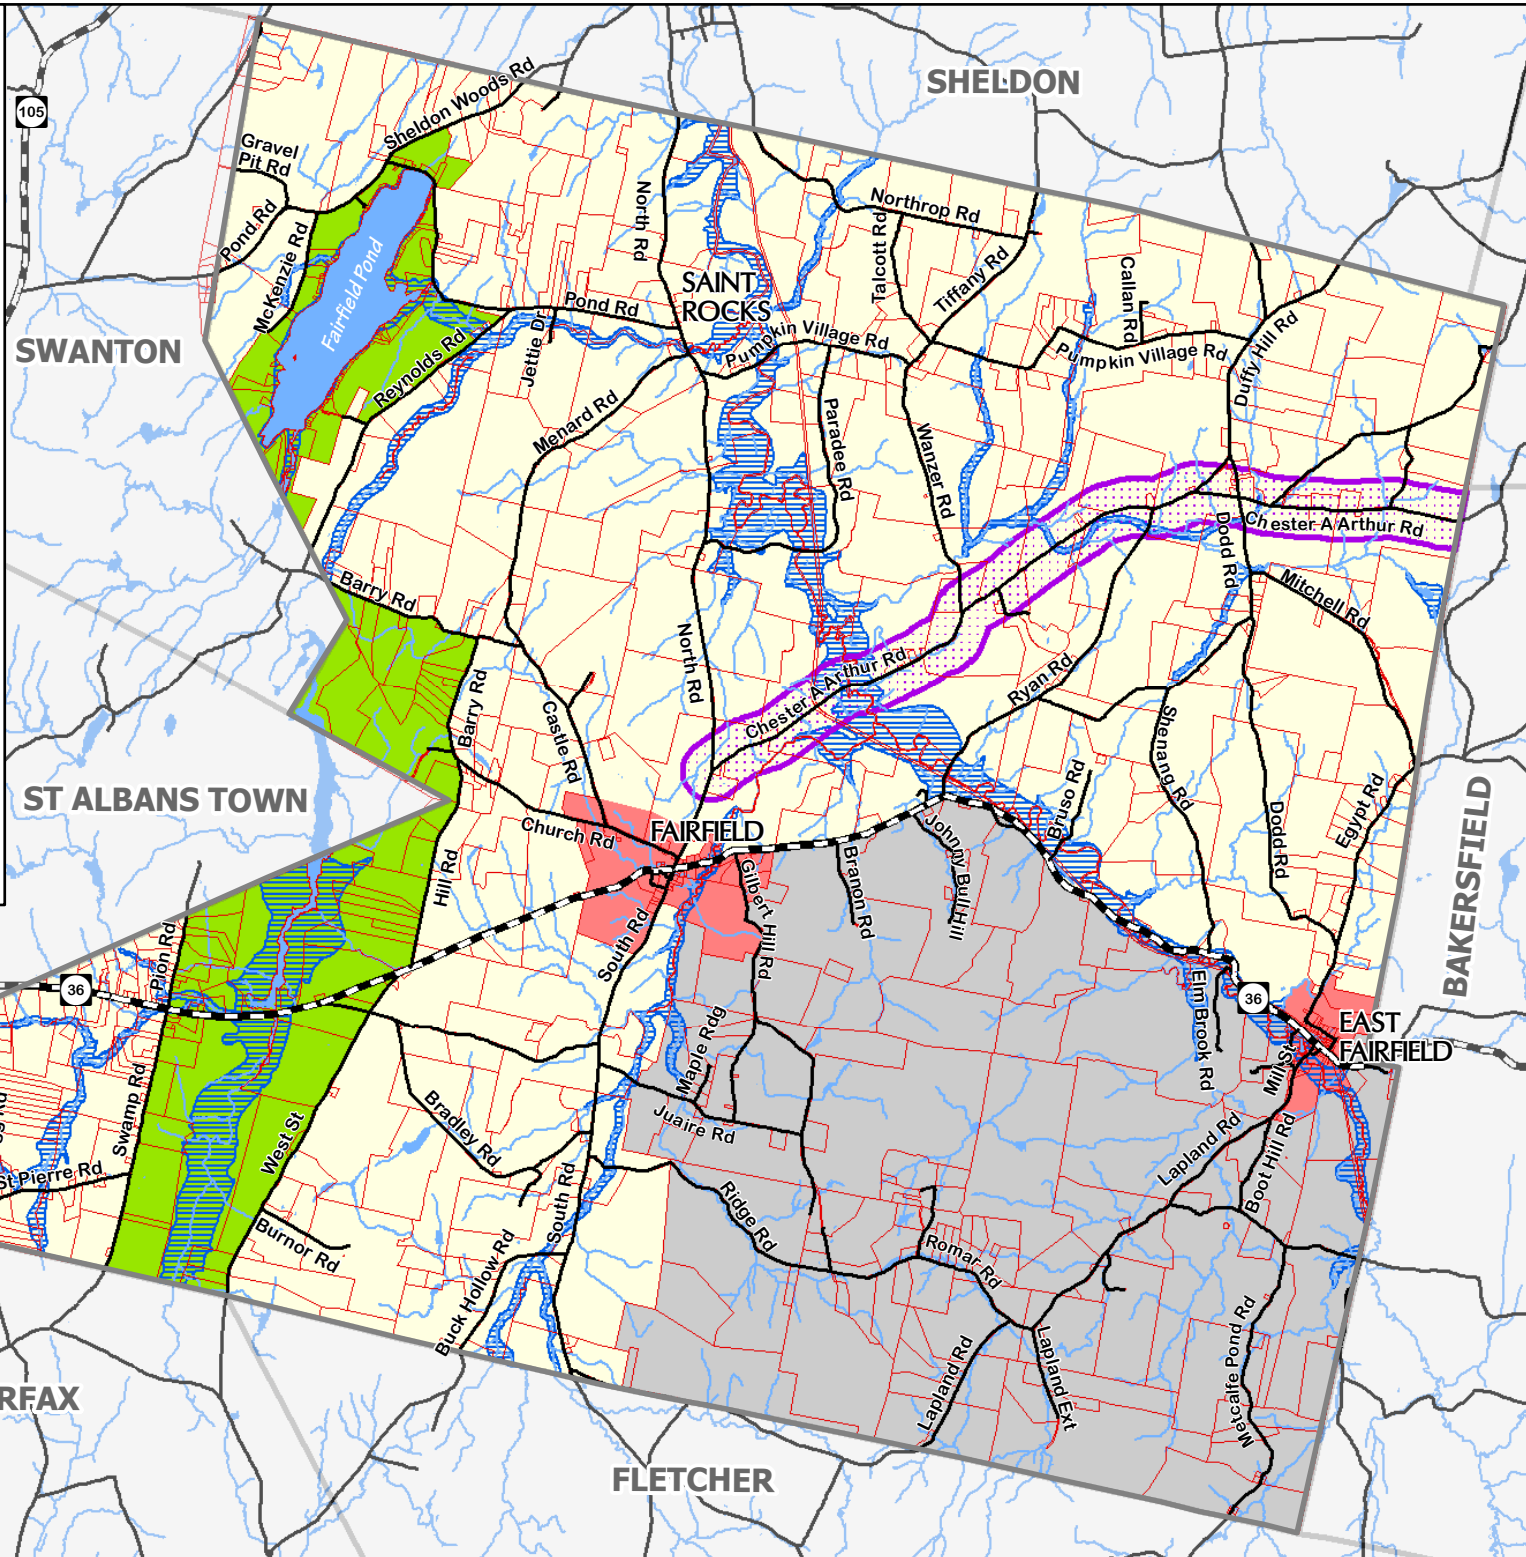 SHELDON
105
Sheldon Woods Rd
Gravel
Pit Rd
Pond Rd
McKenzie Rd
Fairfield Pond
North Rd
Northrop Rd
Talcott Rd
Tiffany Rd
Callan Rd
SAINT
ROCKS
Pond Rd
Jettie Dr
Reynolds Rd
Pumpkin Village Rd
Pumpkin Village Rd
Duffy Hill Rd
SWANTON
Menard Rd
Paradee Rd
Wanzer Rd
Chester A Arthur Rd
Dodd Rd
Mitchell Rd
Barry Rd
North Rd
Barry Rd
Castle Rd
Chester A Arthur Rd
Ryan Rd
Shenang Rd
ST ALBANS TOWN
Bruso Rd
Dodd Rd
Egypt Rd
BAKERSFIELD
Church Rd
FAIRFIELD
Johnny Bull Hill
Branon Rd
Gilbert Hill Rd
Hill Rd
South Rd
Pion Rd
36
Elm Brook Rd
36
EAST
FAIRFIELD
Mill St
Maple Rdg
Juaire Rd
Swamp Rd
West St
Bradley Rd
St Pierre Rd
Burnor Rd
South Rd
Buck Hollow Rd
Ridge Rd
Romar Rd
Lapland Rd
Boot Hill Rd
Lapland Rd
Lapland Ext
Metcalfe Pond Rd
RFAX
FLETCHER